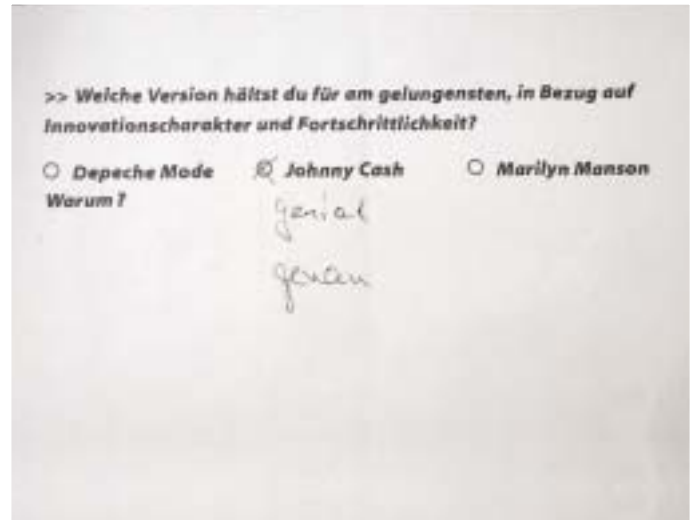 >> Welche Version hältst du für am gelungensten, in Bezug auf
Innovationscharakter und Fortschrittlichkeit?
Depeche Mode Johnny Cash Marilyn Manson
Warum?
genial
genau